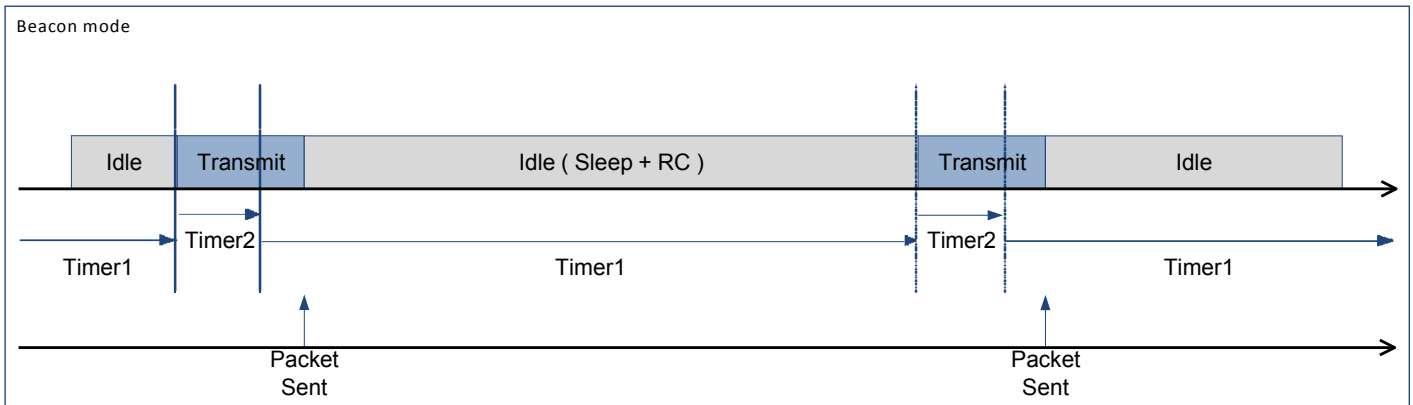 Beacon mode
Idle
Transmit
Idle ( Sleep + RC )
Transmit
Idle
Timer2
Timer2
Timer1
Timer1
Timer1
Packet
Sent
Packet
Sent